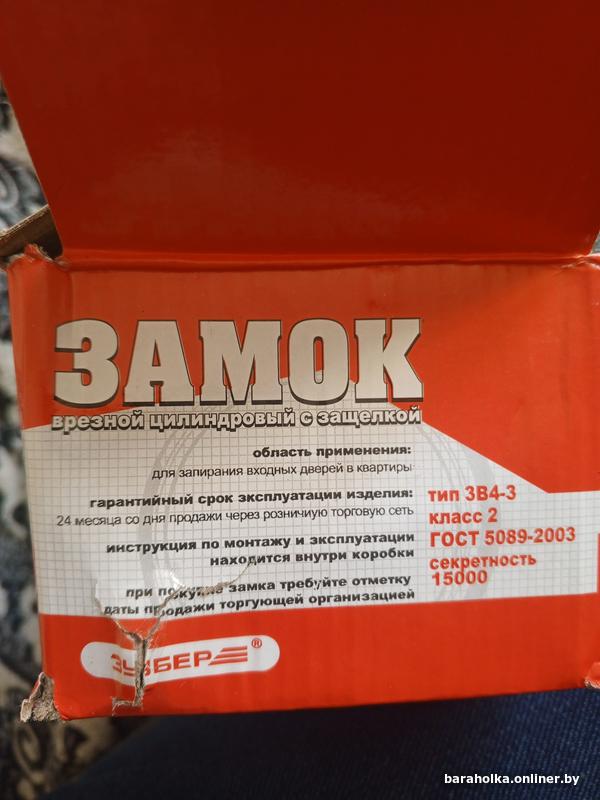 ЗАМОК
врезной цилиндровый с защелкой
область применения:
для запирания входных дверей в квартиры
гарантийный срок эксплуатации изделия:
24 месяца со дня продажи через розничную торговую сеть
инструкция по монтажу и эксплуатации
находится внутри коробки
при покупке замка требуйте отметку
даты продажи торгующей организацией
тип ЗВ4-3
класс 2
ГОСТ 5089-2003
секретность
15000
ЗУББЕР®
baraholka.onliner.by